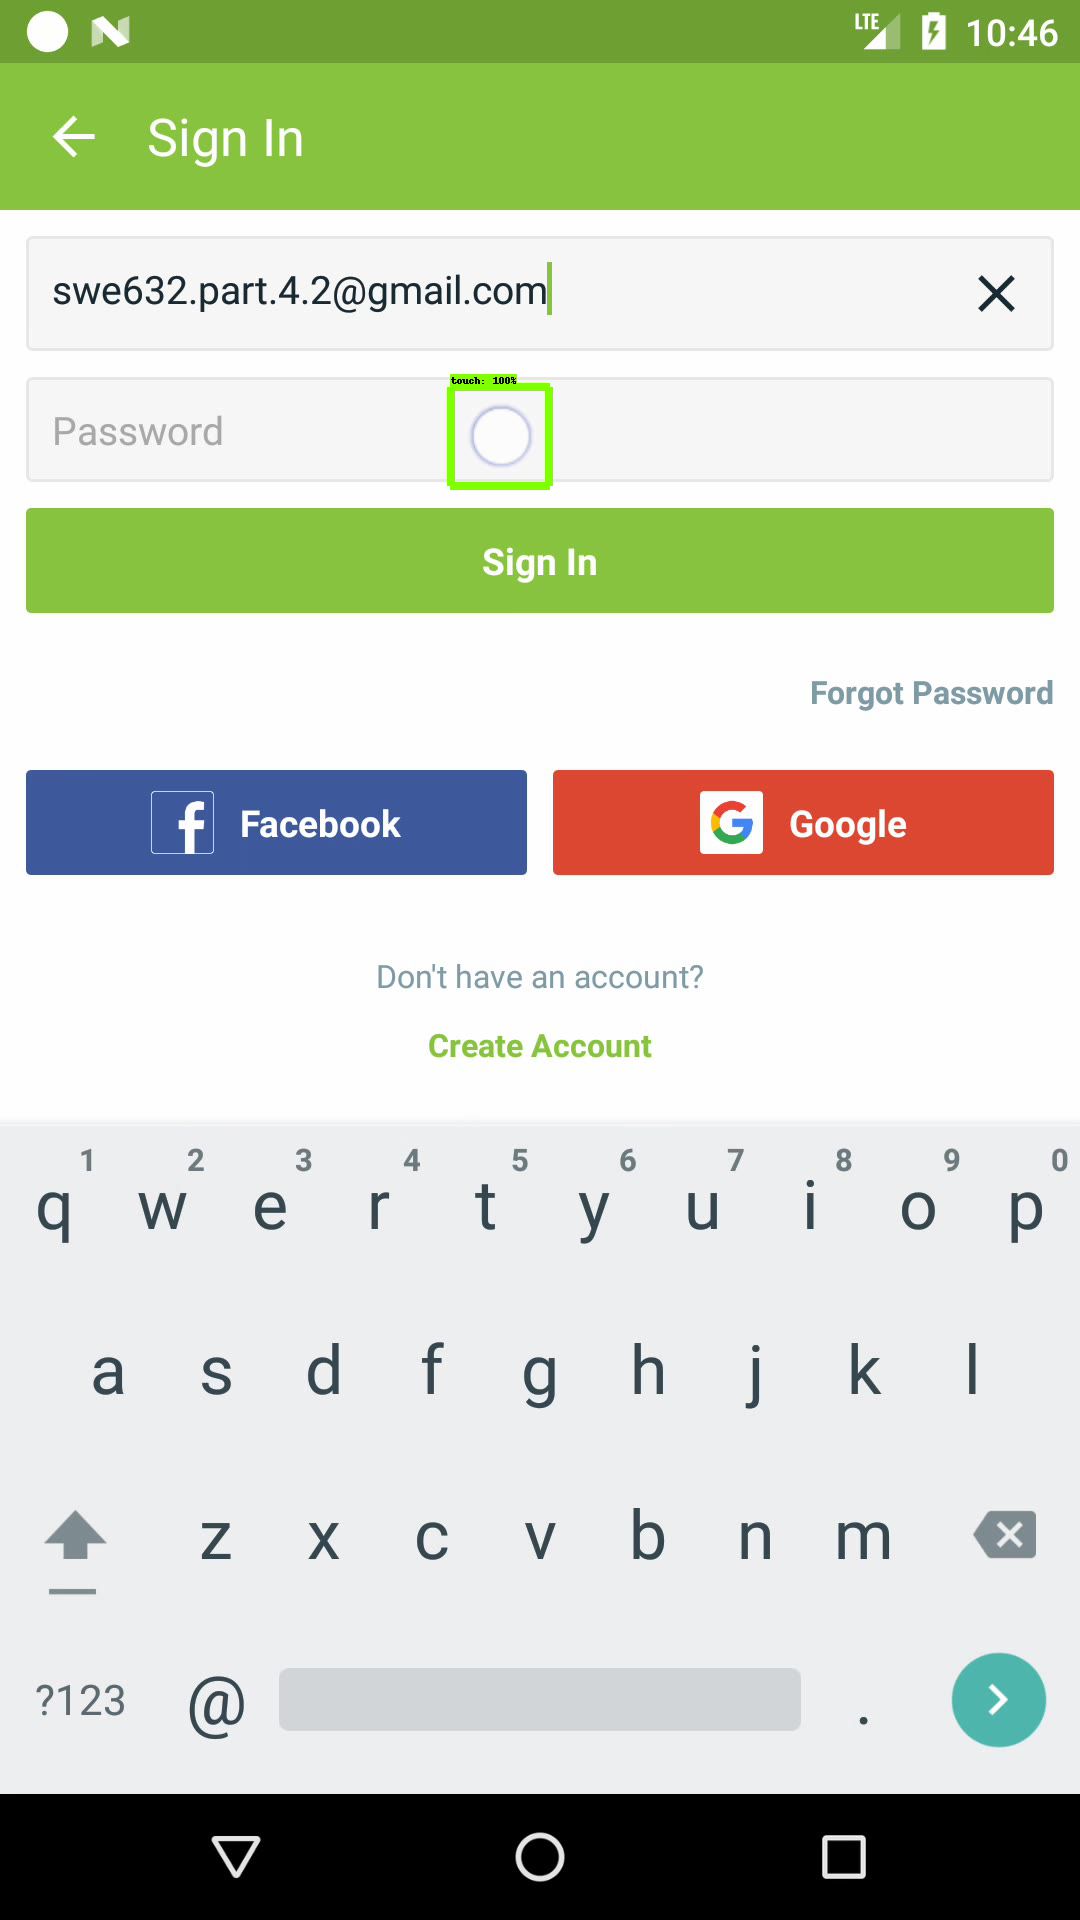 LTE 10:46
Sign In
swe632.part.4.2@gmail.com
touch: 100%
Password
Sign In
Forgot Password
Facebook Google
Don't have an account?
Create Account
1 2 3 4 5 6 7 8 9 0
q w e r t y u i o p
a s d f g h j k l
z x c v b n m
?123 @ .